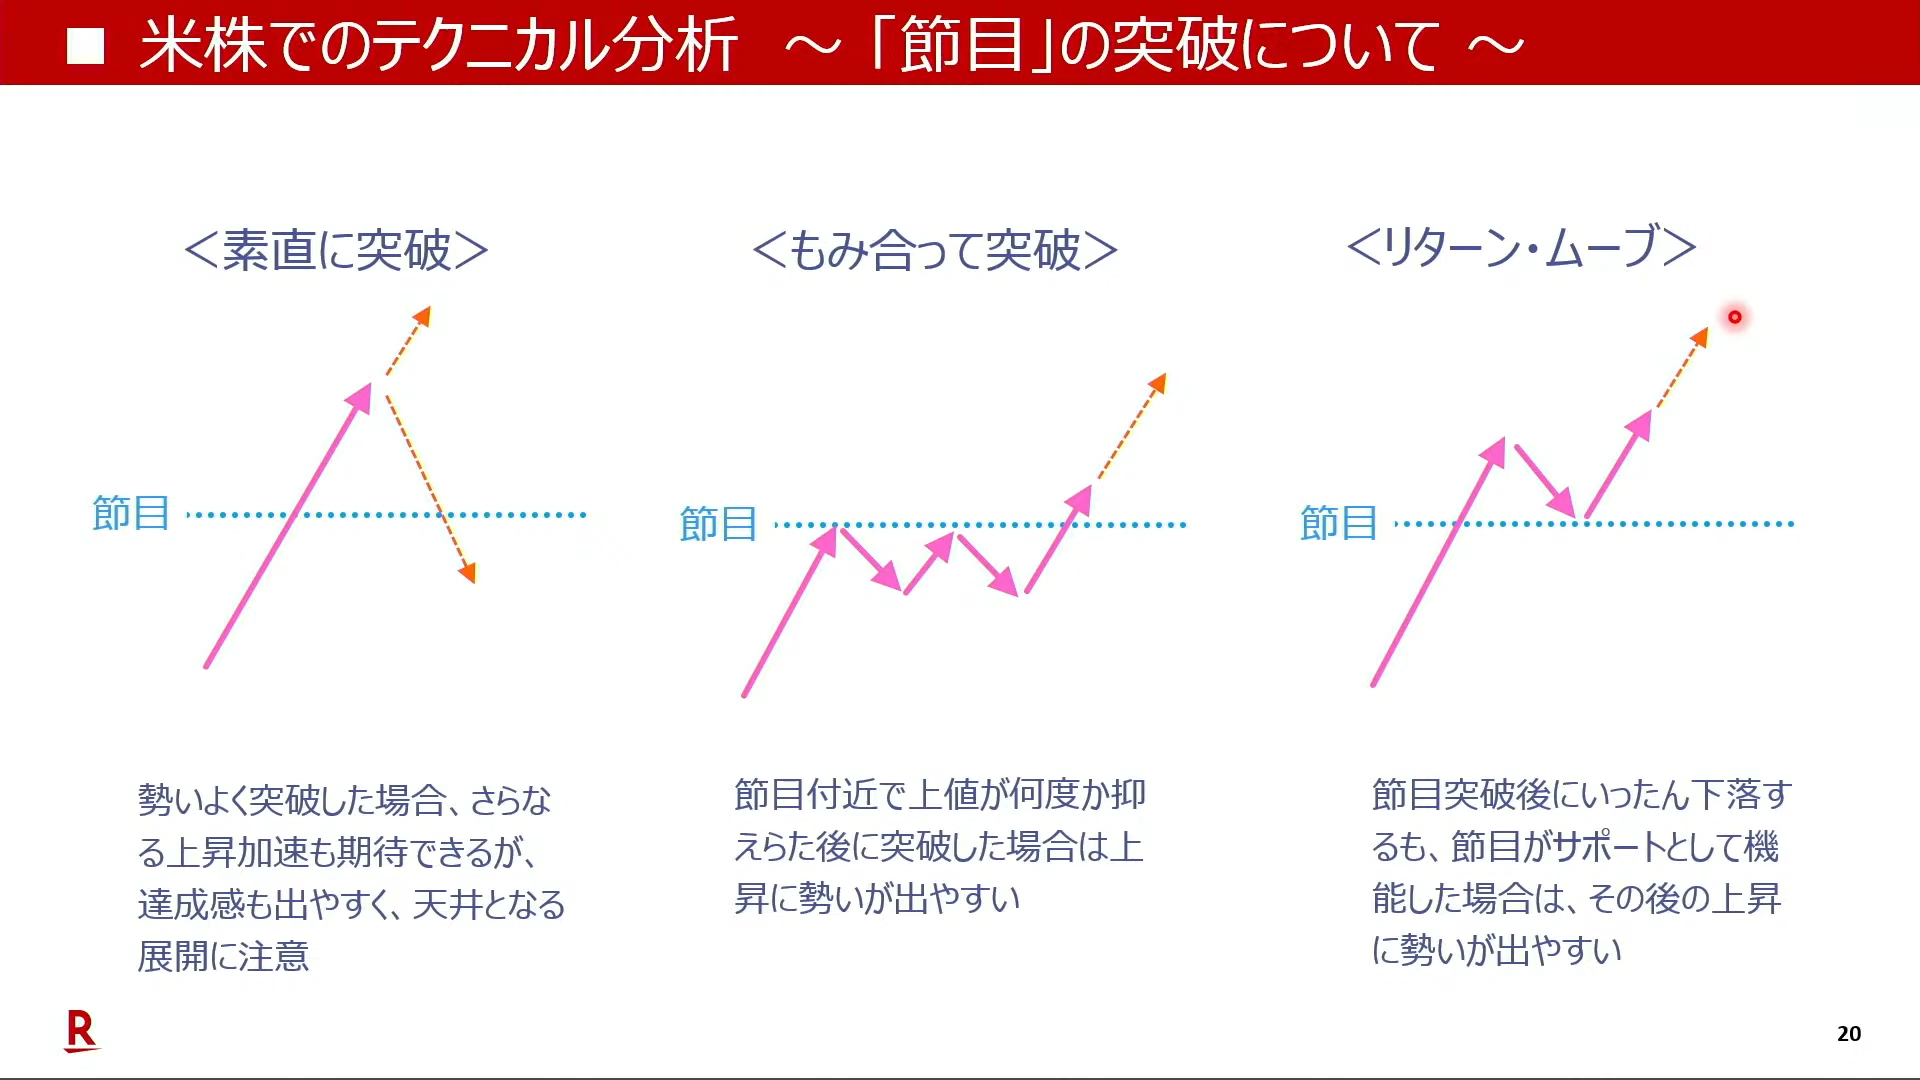 ■ 米株でのテクニカル分析 ～「節目」の突破について ～
＜素直に突破＞
節目
勢いよく突破した場合、さらな
る上昇加速も期待できるが、
達成感も出やすく、天井となる
展開に注意
＜もみ合って突破＞
節目
節目付近で上値が何度か抑
えらた後に突破した場合は上
昇に勢いが出やすい
＜リターン・ムーブ＞
節目
節目突破後にいったん下落す
るも、節目がサポートとして機
能した場合は、その後の上昇
に勢いが出やすい
R
20